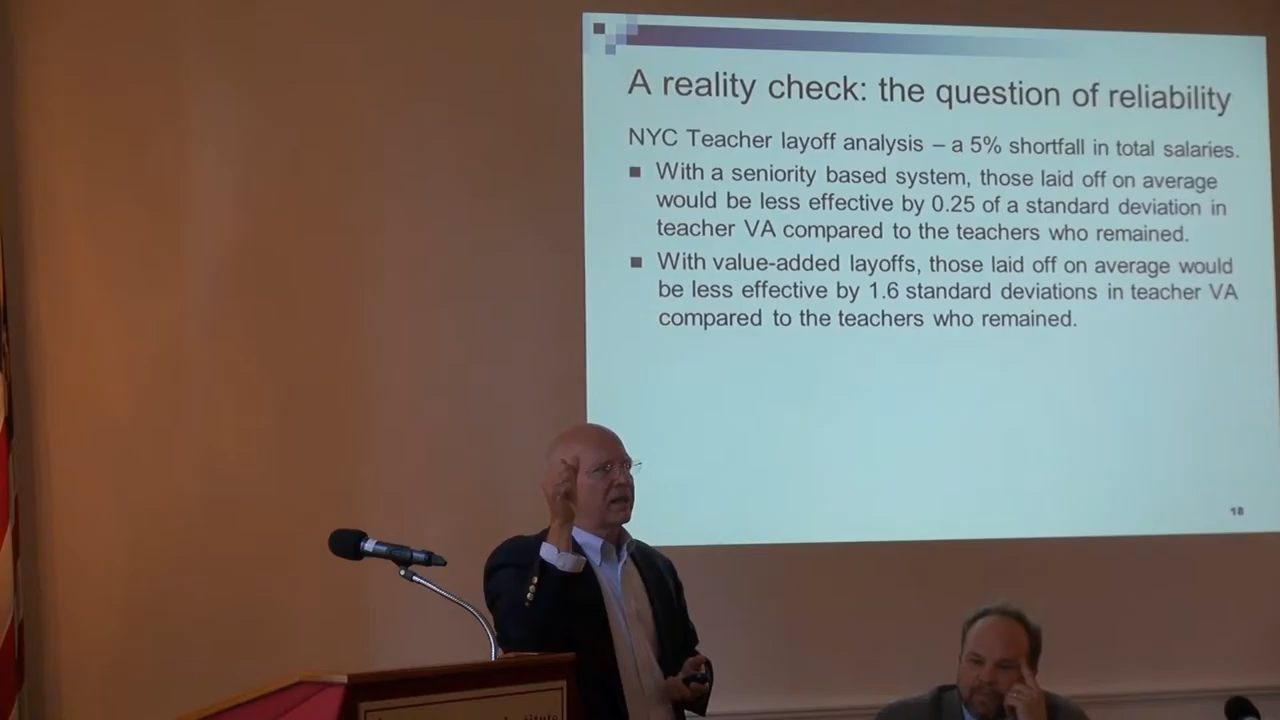 A reality check: the question of reliability
NYC Teacher layoff analysis – a 5% shortfall in total salaries.
With a seniority based system, those laid off on average
would be less effective by 0.25 of a standard deviation in
teacher VA compared to the teachers who remained.
With value-added layoffs, those laid off on average would
be less effective by 1.6 standard deviations in teacher VA
compared to the teachers who remained.
18